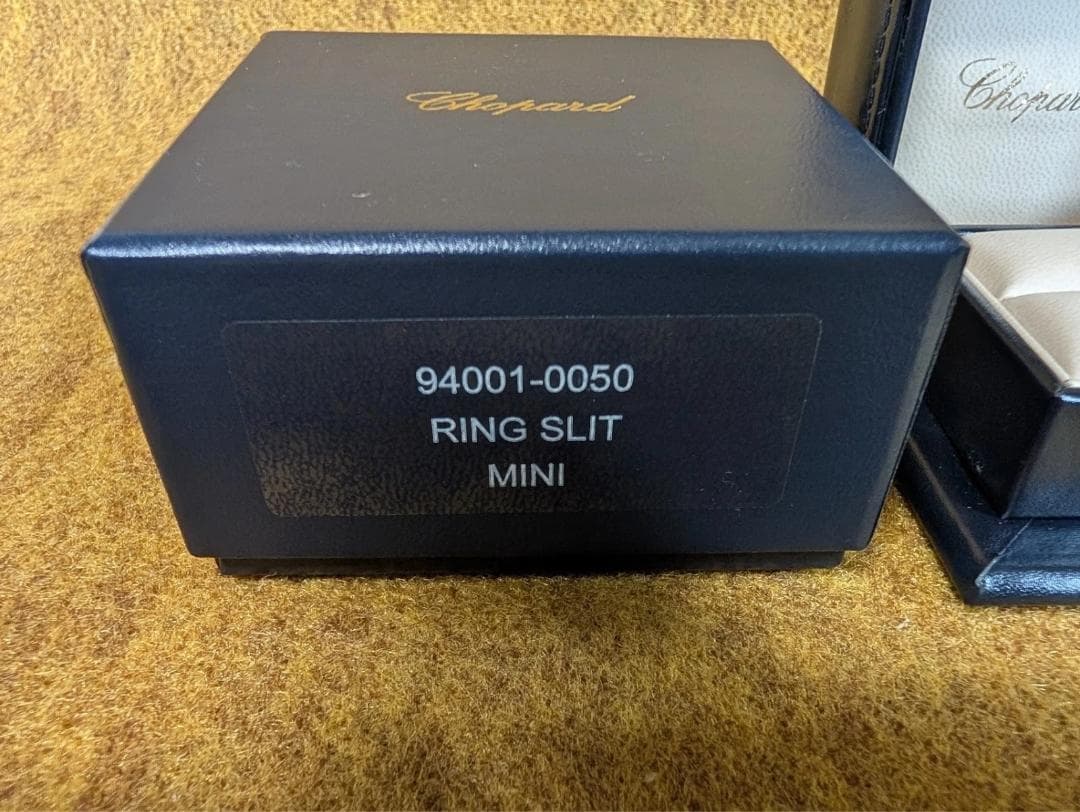 Chopard
94001-0050
RING SLIT
MINI
Chopard